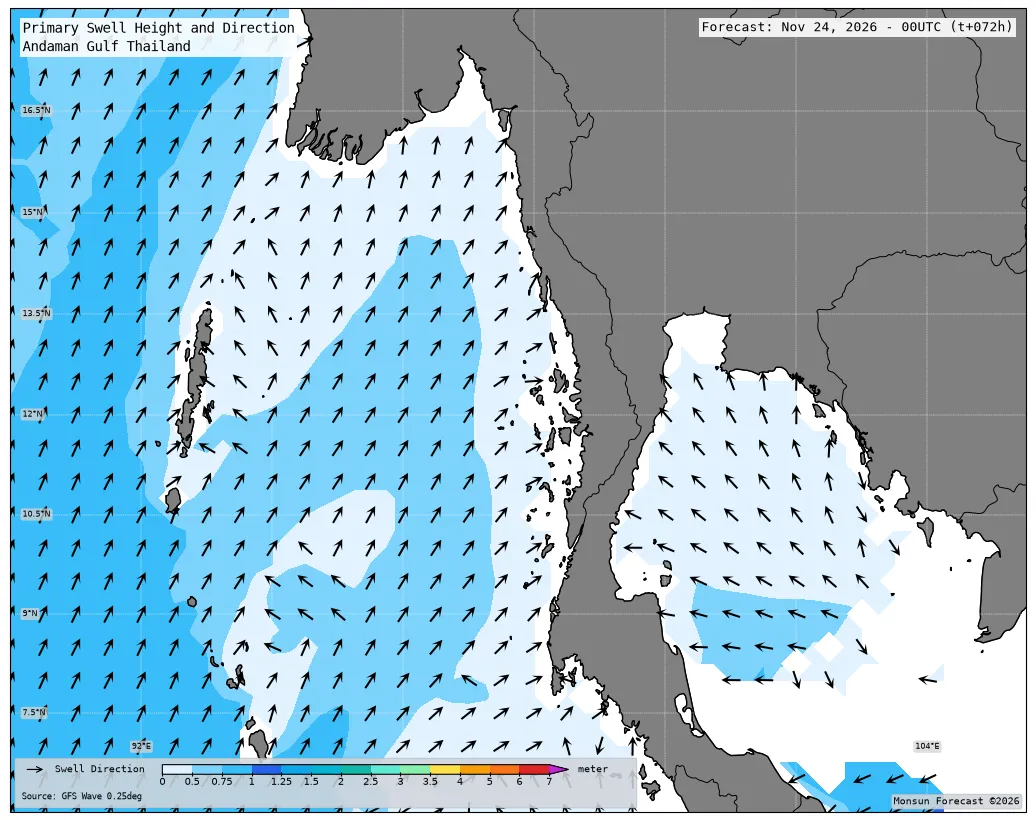 Primary Swell Height and Direction
Andaman Gulf Thailand
Forecast: Nov 24, 2026 - 00UTC (t+072h)
16.5°N
15°N
13.5°N
12°N
10.5°N
9°N
7.5°N
92°E
104°E
Swell Direction
0 0.5 0.75 1 1.25 1.5 2 2.5 3 3.5 4 5 6 7
meter
Source: GFS Wave 0.25deg
Monsun Forecast ©2026